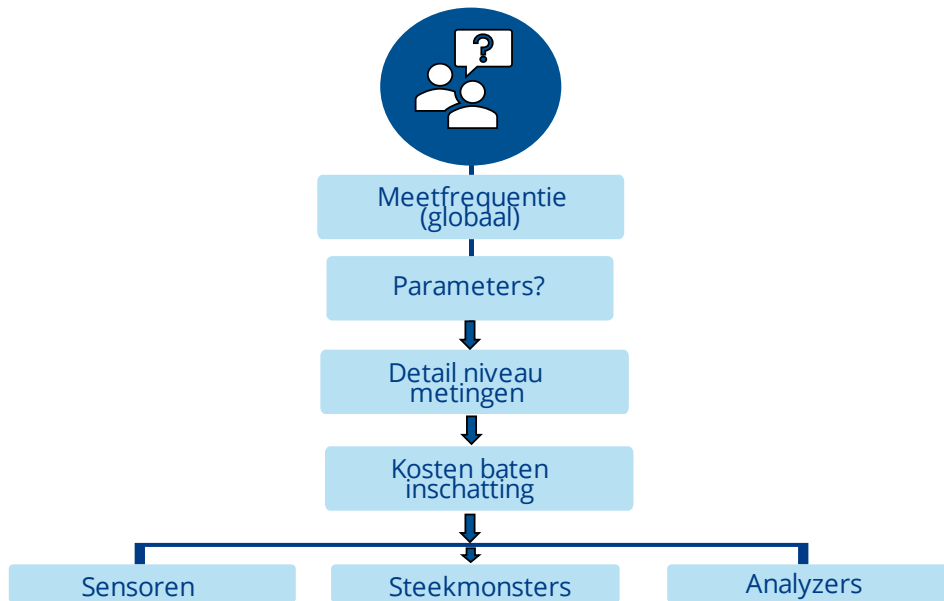 ?
Meetfrequentie
(globaal)
Parameters?
Detail niveau
metingen
Kosten baten
inschatting
Sensoren
Steekmonsters
Analyzers